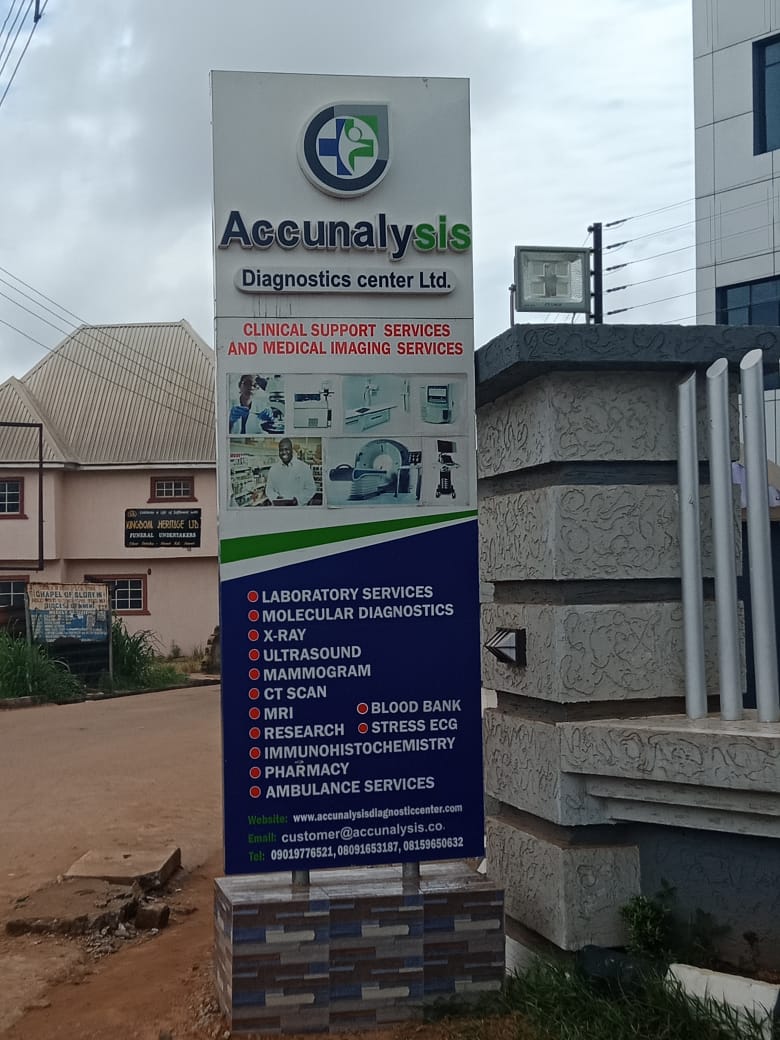 Accunalysis
Diagnostics center Ltd.
CLINICAL SUPPORT SERVICES
AND MEDICAL IMAGING SERVICES
LABORATORY SERVICES
MOLECULAR DIAGNOSTICS
X-RAY
ULTRASOUND
MAMMOGRAM
CT SCAN
MRI
BLOOD BANK
RESEARCH
STRESS ECG
IMMUNOHISTOCHEMISTRY
PHARMACY
AMBULANCE SERVICES
Website: www.accunalysisdiagnosticcenter.com
Email: customer@accunalysis.co.
Tel: 09019776521, 08091653187, 08159650632
KINGDOM HERITAGE LTD
FUNERAL UNDERTAKERS
CHAPEL OF GLORY